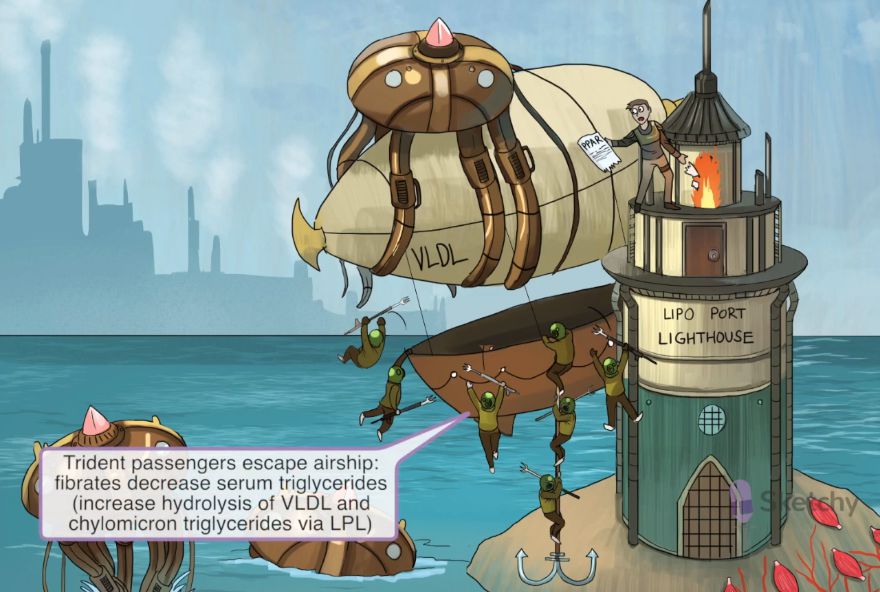 PPAR
VLDL
LIPO PORT
LIGHTHOUSE
Trident passengers escape airship:
fibrates decrease serum triglycerides
(increase hydrolysis of VLDL and
chylomicron triglycerides via LPL)
Sketchy